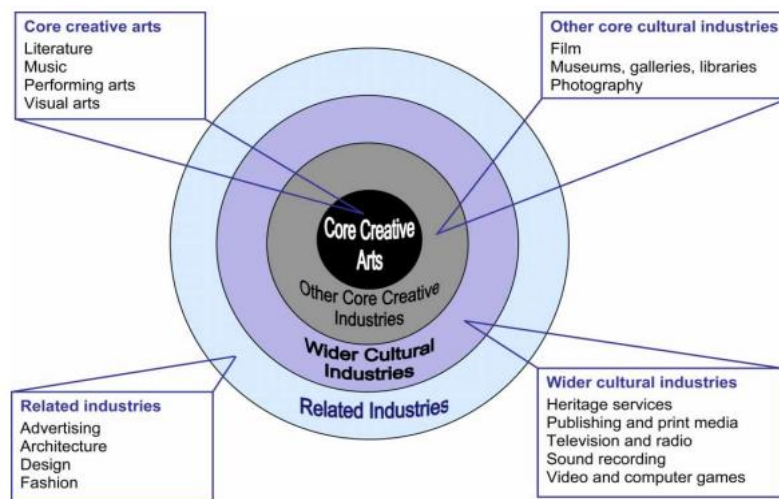 Core creative arts
Literature
Music
Performing arts
Visual arts
Other core cultural industries
Film
Museums, galleries, libraries
Photography
Core Creative
Arts
Other Core Creative
Industries
Wider Cultural
Industries
Related Industries
Related industries
Advertising
Architecture
Design
Fashion
Wider cultural industries
Heritage services
Publishing and print media
Television and radio
Sound recording
Video and computer games